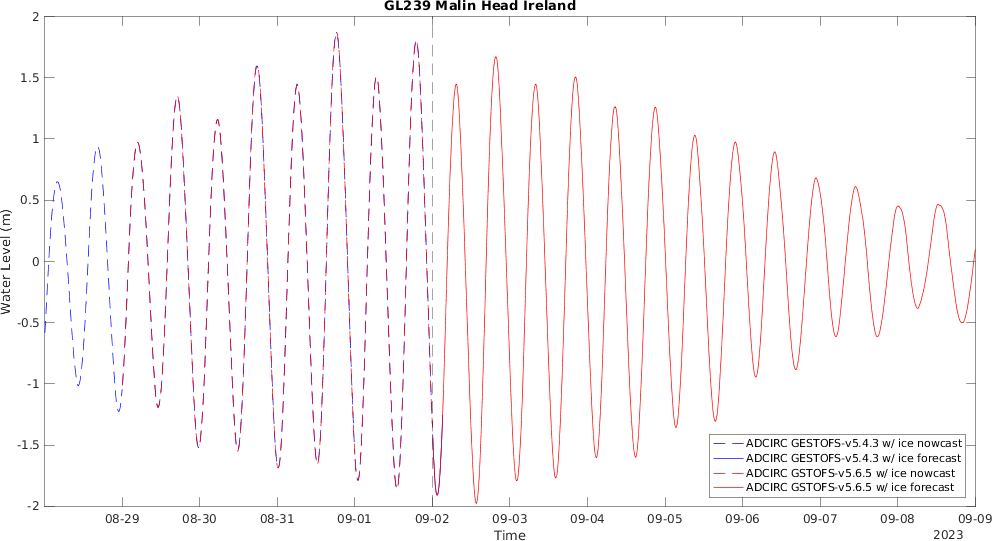 GL239 Malin Head Ireland
2
1.5
1
0.5
0
-0.5
-1
-1.5
-2
Water Level (m)
ADCIRC GESTOFS-v5.4.3 w/ ice nowcast
ADCIRC GESTOFS-v5.4.3 w/ ice forecast
ADCIRC GSTOFS-v5.6.5 w/ ice nowcast
ADCIRC GSTOFS-v5.6.5 w/ ice forecast
08-29 08-30 08-31 09-01 09-02 09-03 09-04 09-05 09-06 09-07 09-08 09-09
Time
2023